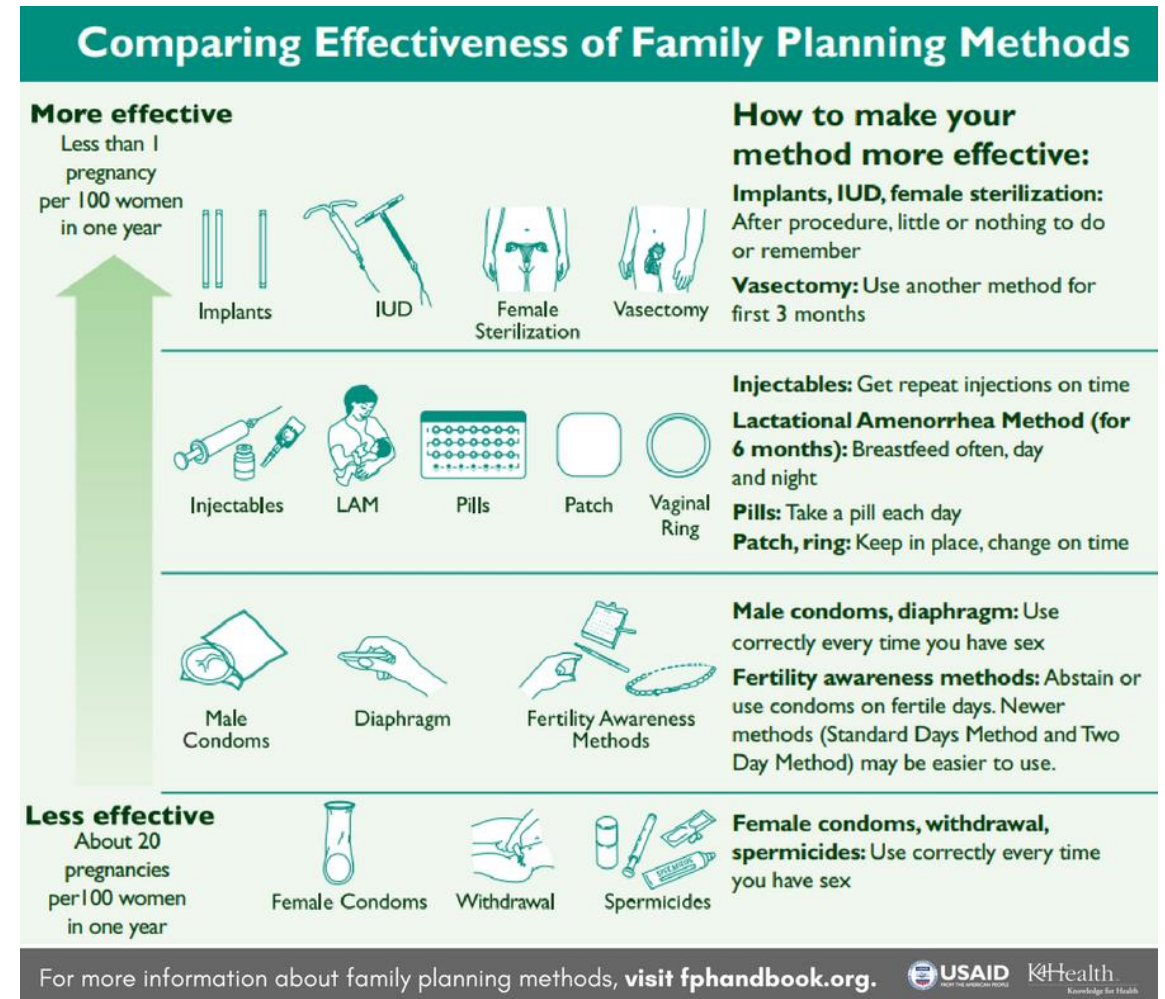 Comparing Effectiveness of Family Planning Methods
More effective
Less than 1
pregnancy
per 100 women
in one year
Implants
IUD
Female
Sterilization
Vasectomy
How to make your
method more effective:
Implants, IUD, female sterilization:
After procedure, little or nothing to do
or remember
Vasectomy: Use another method for
first 3 months
Injectables
LAM
Pills
Patch
Vaginal
Ring
Injectables: Get repeat injections on time
Lactational Amenorrhea Method (for
6 months): Breastfeed often, day
and night
Pills: Take a pill each day
Patch, ring: Keep in place, change on time
Male
Condoms
Diaphragm
Fertility Awareness
Methods
Male condoms, diaphragm: Use
correctly every time you have sex
Fertility awareness methods: Abstain or
use condoms on fertile days. Newer
methods (Standard Days Method and Two
Day Method) may be easier to use.
Less effective
About 20
pregnancies
per100 women
in one year
Female Condoms
Withdrawal
Spermicides
Female condoms, withdrawal,
spermicides: Use correctly every time
you have sex
For more information about family planning methods, visit fphandbook.org.
USAID
FROM THE AMERICAN PEOPLE
K4Health
Knowledge for Health